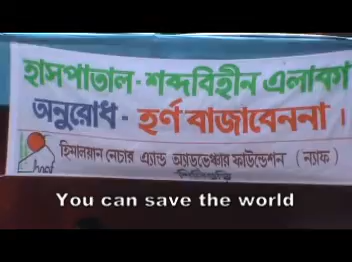 হাসপাতাল - শব্দবিহীন এলাকা
অনুরোধ - হর্ণ বাজাবেননা ।
হিমালয়ান নেচার এ্যান্ড অ্যাডভেঞ্চার ফাউন্ডেশন (ন্যাফ)
You can save the world